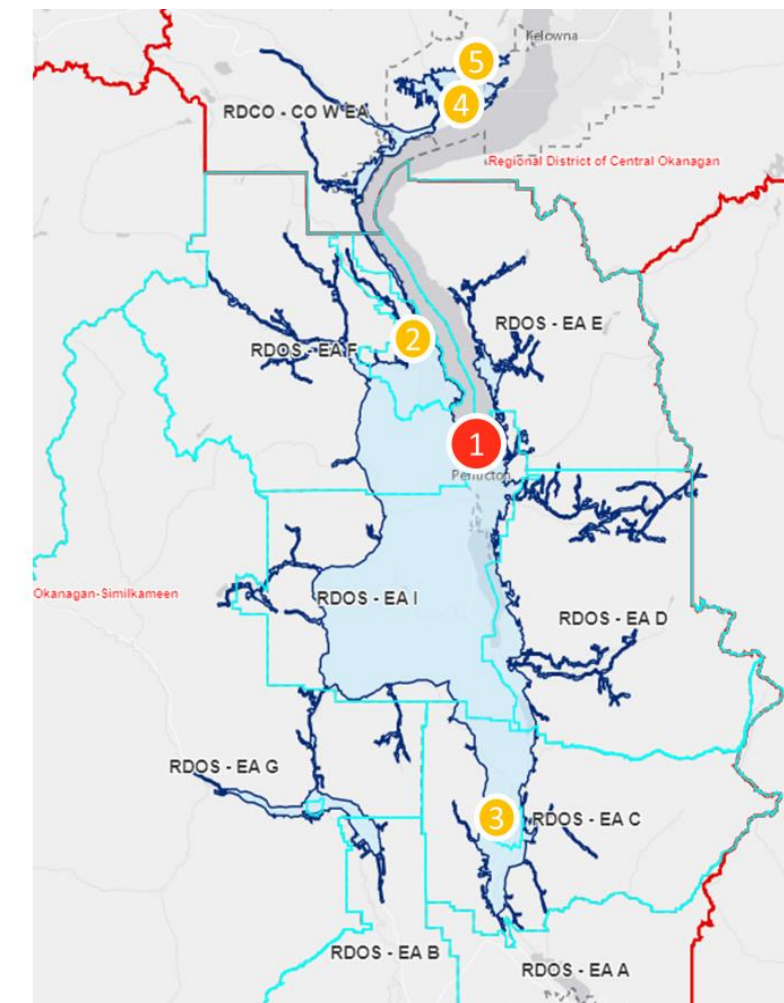 Kelowna
5
4
RDCO - CO W EA
Regional District of Central Okanagan
2
RDOS - EA E
RDOS - EA F
1
Penticton
Okanagan-Similkameen
RDOS - EA I
RDOS - EA D
RDOS - EA G
3
RDOS - EA C
RDOS - EA B
RDOS - EA A